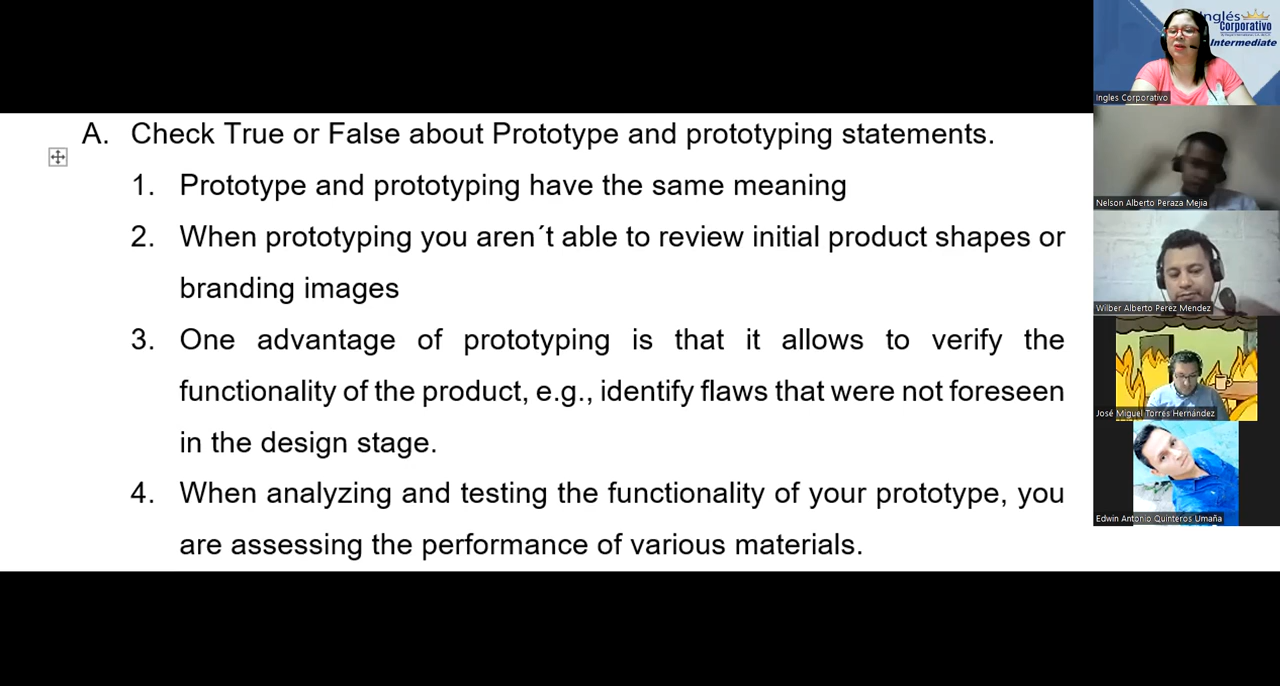 A. Check True or False about Prototype and prototyping statements.
1. Prototype and prototyping have the same meaning
2. When prototyping you aren´t able to review initial product shapes or
branding images
3. One advantage of prototyping is that it allows to verify the
functionality of the product, e.g., identify flaws that were not foreseen
in the design stage.
4. When analyzing and testing the functionality of your prototype, you
are assessing the performance of various materials.
Inglés
Corporativo
Intermediate
Ingles Corporativo
Nelson Alberto Peraza Mejia
Wilber Alberto Perez Mendez
José Miguel Torres Hernández
Edwin Antonio Quinteros Umaña